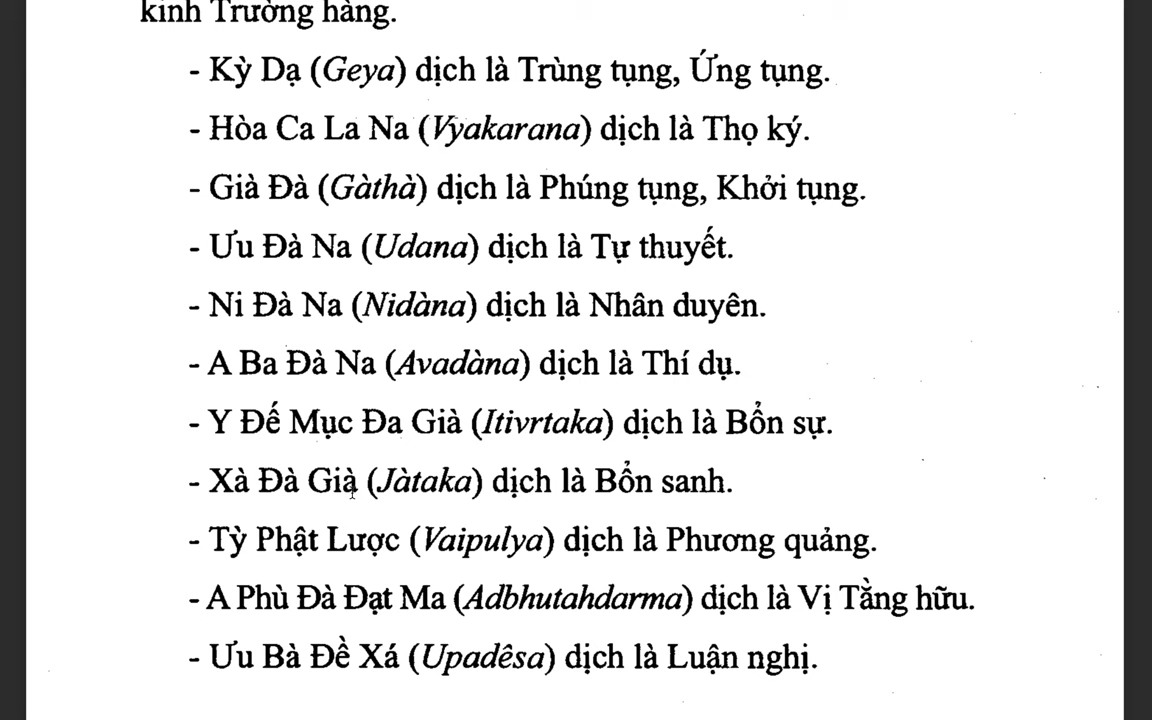 kinh Trường hàng.
- Kỳ Dạ (Geya) dịch là Trùng tụng, Ứng tụng.
- Hòa Ca La Na (Vyakarana) dịch là Thọ ký.
- Già Đà (Gàthà) dịch là Phúng tụng, Khởi tụng.
- Ưu Đà Na (Udana) dịch là Tự thuyết.
- Ni Đà Na (Nidàna) dịch là Nhân duyên.
- A Ba Đà Na (Avadàna) dịch là Thí dụ.
- Y Đế Mục Đa Già (Itivrtaka) dịch là Bổn sự.
- Xà Đà Già (Jàtaka) dịch là Bổn sanh.
- Tỳ Phật Lược (Vaipulya) dịch là Phương quảng.
- A Phù Đà Đạt Ma (Adbhutahdarma) dịch là Vị Tằng hữu.
- Ưu Bà Đề Xá (Upadêsa) dịch là Luận nghị.